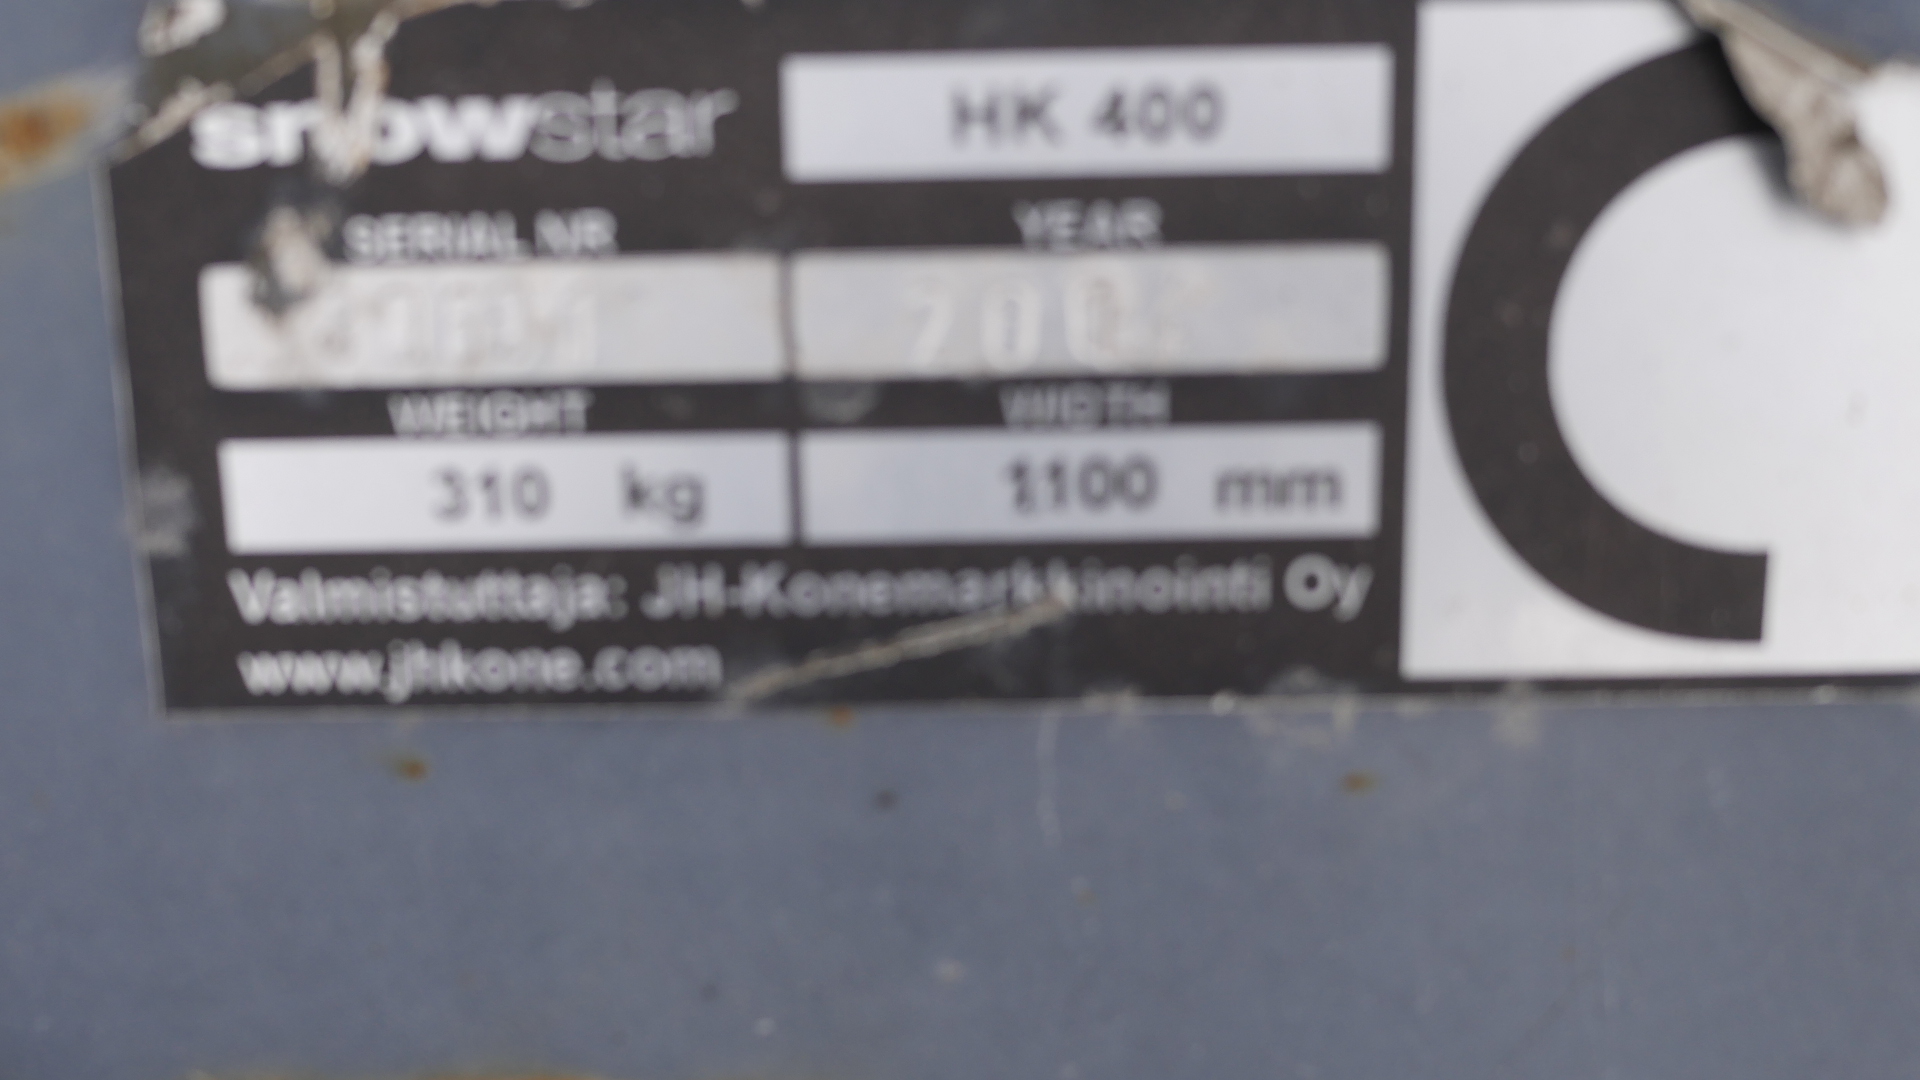 snowstar HK 400
SERIAL NR YEAR
WEIGHT WIDTH
310 kg 1100 mm
Valmistuttaja: JH-Konemarkkinointi Oy
www.jhkone.com